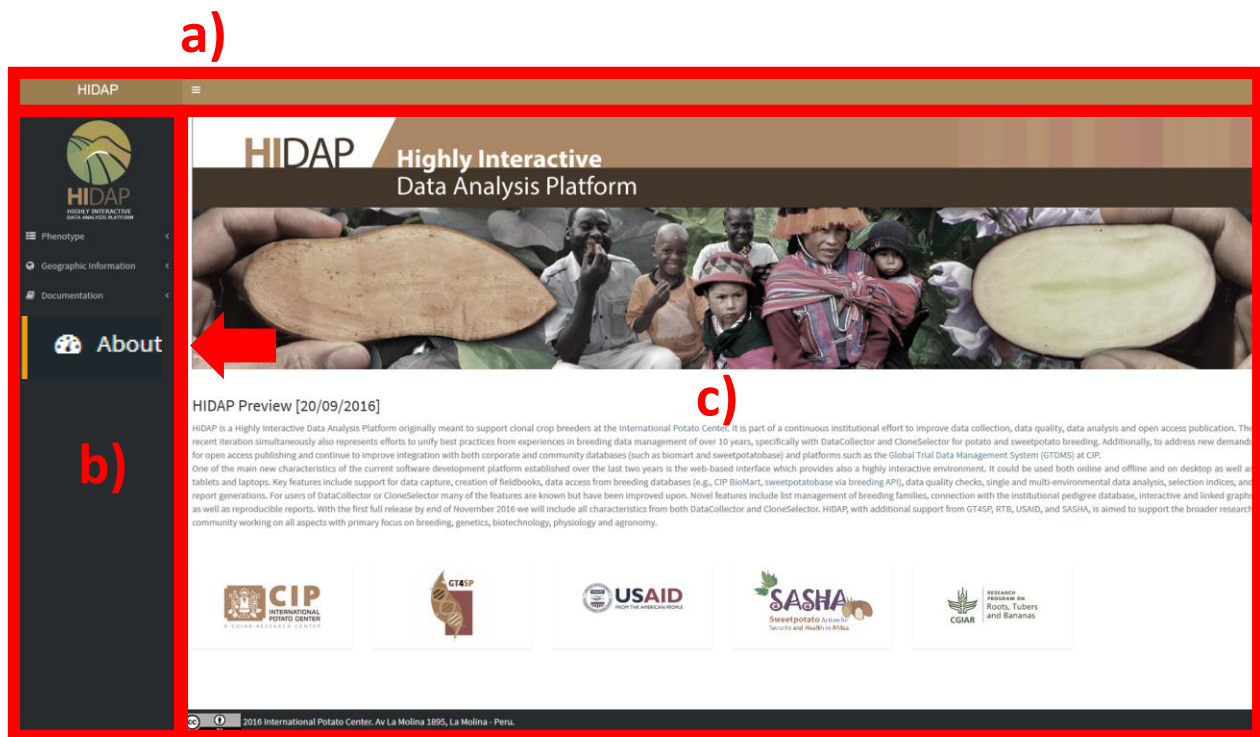 a)
HIDAP
HIDAP
HIGHLY INTERACTIVE
DATA ANALYSIS PLATFORM
Phenotype
Geographic Information
Documentation
About
b)
HIDAP
Highly Interactive
Data Analysis Platform
c)
HIDAP Preview [20/09/2016]
HiDAP is a Highly Interactive Data Analysis Platform originally meant to support clonal crop breeders at the International Potato Center. It is part of a continuous institutional effort to improve data collection, data quality, data analysis and open access publication. The
recent iteration simultaneously also represents efforts to unify best practices from experiences in breeding data management of over 10 years, specifically with DataCollector and CloneSelector for potato and sweetpotato breeding. Additionally, to address new demands
for open access publishing and continue to improve integration with both corporate and community databases (such as biomart and sweetpotatobase) and platforms such as the Global Trial Data Management System (GTDMS) at CIP.
One of the main new characteristics of the current software development platform established over the last two years is the web-based interface which provides also a highly interactive environment. It could be used both online and offline and on desktop as well as
tablets and laptops. Key features include support for data capture, creation of fieldbooks, data access from breeding databases (e.g., CIP BioMart, sweetpotatobase via breeding API), data quality checks, single and multi-environmental data analysis, selection indices, and
report generations. For users of DataCollector or CloneSelector many of the features are known but have been improved upon. Novel features include list management of breeding families, connection with the institutional pedigree database, interactive and linked graphs
as well as reproducible reports. With the first full release by end of November 2016 we will include all characteristics from both DataCollector and CloneSelector. HIDAP, with additional support from GT4SP, RTB, USAID, and SASHA, is aimed to support the broader research
community working on all aspects with primary focus on breeding, genetics, biotechnology, physiology and agronomy.
CIP
INTERNATIONAL
POTATO CENTER
A CGIAR RESEARCH CENTER
GT4SP
USAID
FROM THE AMERICAN PEOPLE
SASHA
Sweetpotato Action for
Security and Health in Africa
CGIAR
RESEARCH
PROGRAM ON
Roots, Tubers
and Bananas
cc
2016 International Potato Center. Av La Molina 1895, La Molina - Peru.